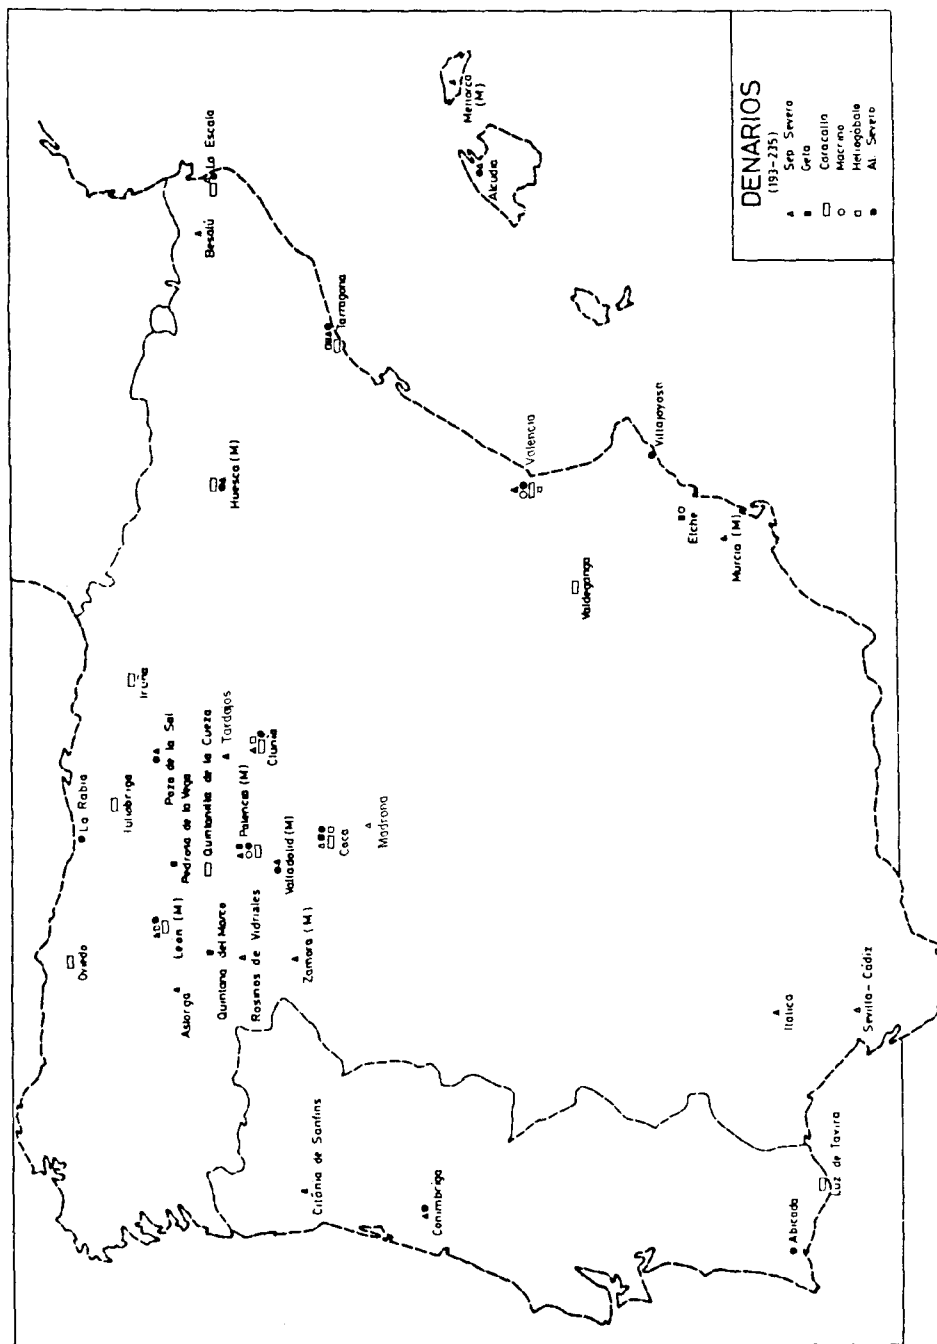 DENARIOS
(193-235)
Sep. Severo
Geta
Caracalla
Macrino
Heliogábalo
Al. Severo
La Rabia
Oviedo
Iuliobriga
Iruña
Poza de la Sal
Pedrosa de la Vega
León (M)
Astorga
Quintanilla de la Cueza
Quintana del Marco
Tardajos
Palencia (M)
Rosinos de Vidriales
Clunia
Valladolid (M)
Zamora (M)
Coca
Madrona
Huesca (M)
Besalú
La Escala
Tarragona
Menorca
(M)
Alcudia
Valencia
Villajoyosa
Valdeganga
Elche
Murcia (M)
Citânia de Sanfins
Conimbriga
Italica
Sevilla-Cádiz
Luz de Tavira
Abicada